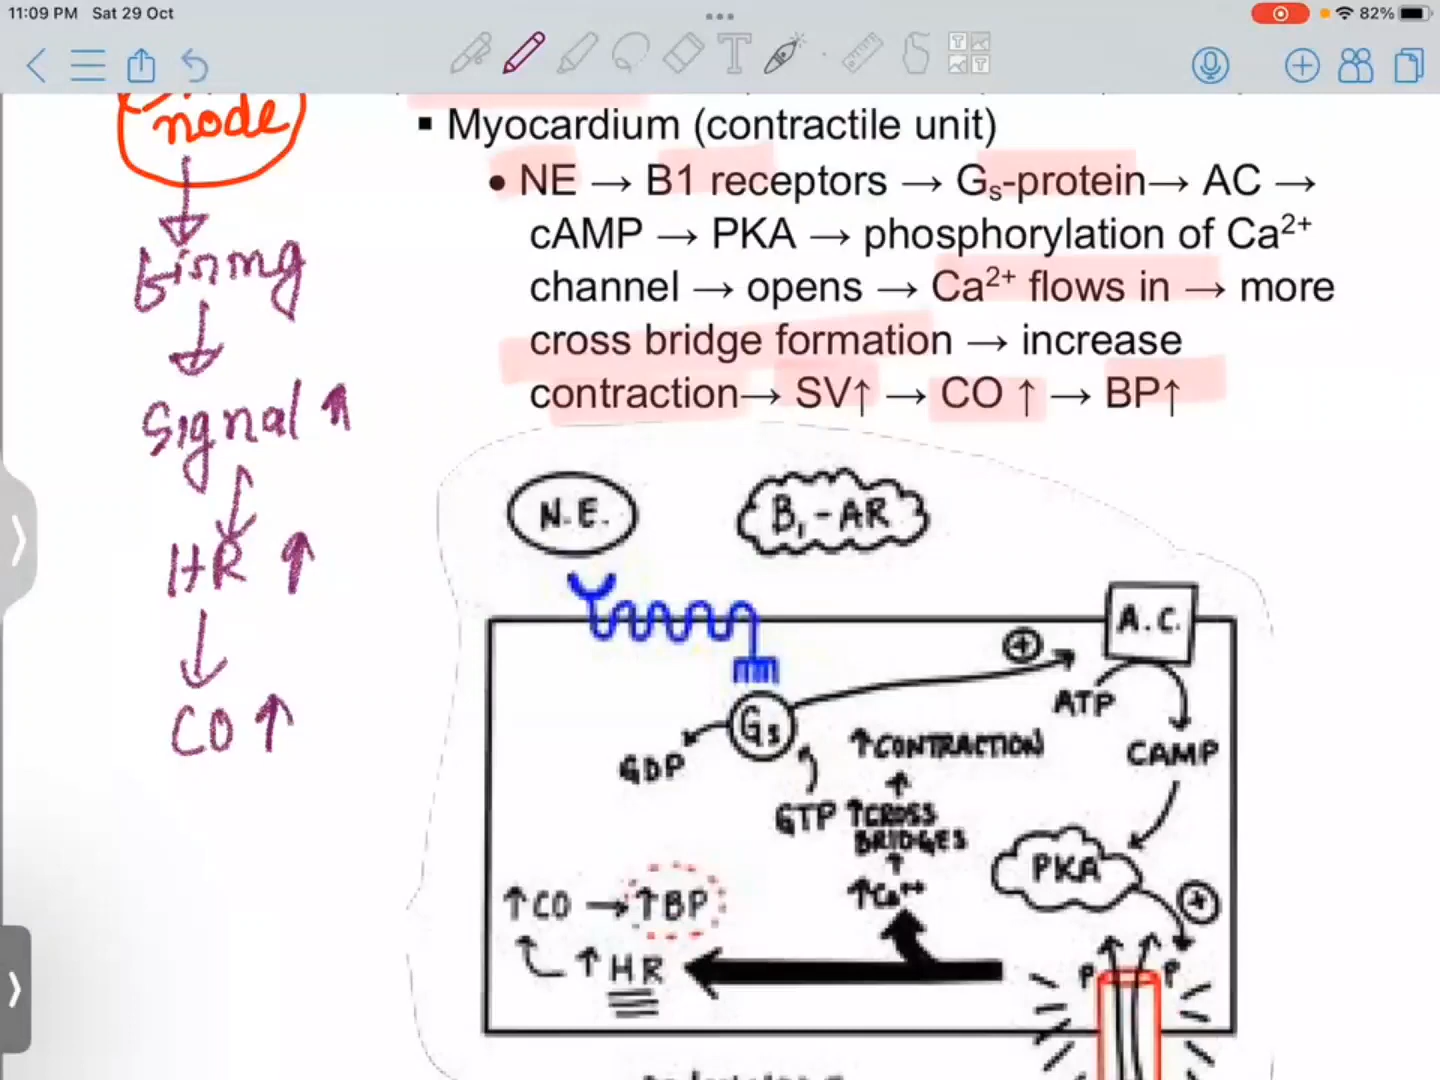 11:09 PM Sat 29 Oct
82%
node
firing
Signal ↑
HR ↑
CO ↑
▪ Myocardium (contractile unit)
• NE → B1 receptors → Gs-protein→ AC →
cAMP → PKA → phosphorylation of Ca²⁺
channel → opens → Ca²⁺ flows in → more
cross bridge formation → increase
contraction→ SV↑ → CO ↑ → BP↑
N.E.
B₁-AR
A.C.
+
ATP
Gs
GDP
↑CONTRACTION
CAMP
GTP
↑CROSS
BRIDGES
PKA
↑Ca++
+
↑CO → ↑BP
↑HR
P P